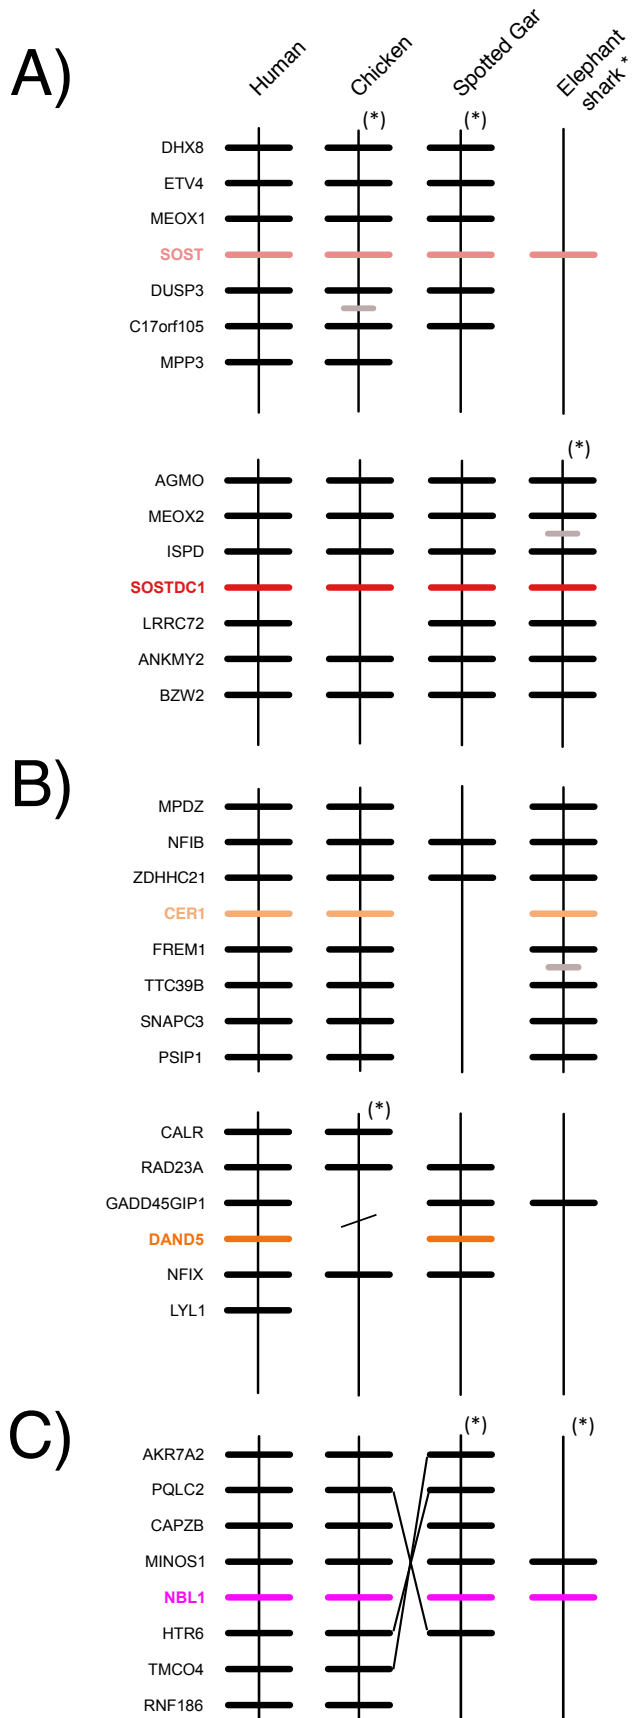 A)
Human
Chicken
Spotted Gar
Elephant
shark *
(*)
(*)
DHX8
ETV4
MEOX1
SOST
DUSP3
C17orf105
MPP3
(*)
AGMO
MEOX2
ISPD
SOSTDC1
LRRC72
ANKMY2
BZW2
B)
MPDZ
NFIB
ZDHHC21
CER1
FREM1
TTC39B
SNAPC3
PSIP1
(*)
CALR
RAD23A
GADD45GIP1
DAND5
NFIX
LYL1
C)
(*)
(*)
AKR7A2
PQLC2
CAPZB
MINOS1
NBL1
HTR6
TMCO4
RNF186